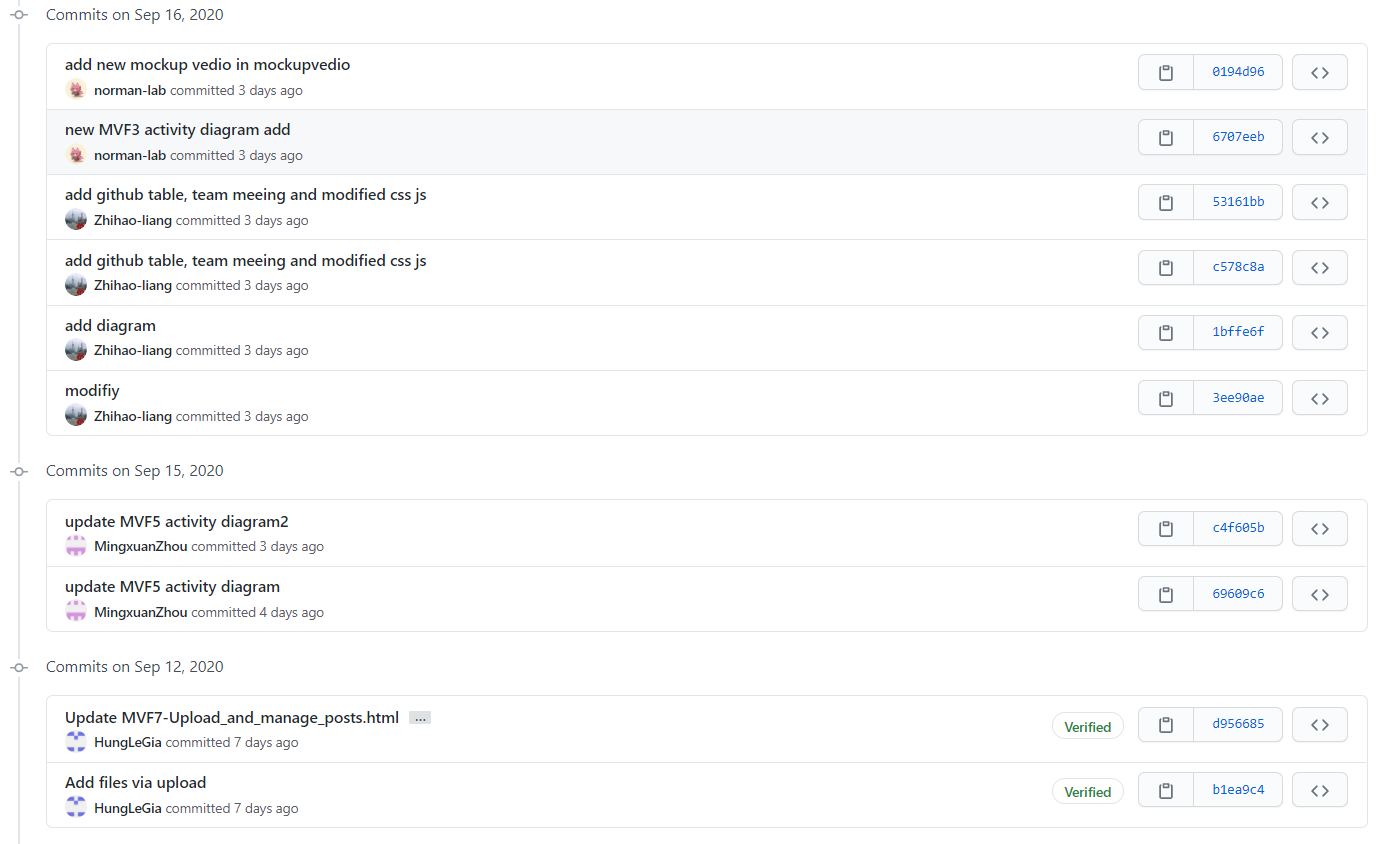 Commits on Sep 16, 2020
add new mockup vedio in mockupvedio
norman-lab committed 3 days ago
0194d96
new MVF3 activity diagram add
norman-lab committed 3 days ago
6707eeb
add github table, team meeing and modified css js
Zhihao-liang committed 3 days ago
53161bb
add github table, team meeing and modified css js
Zhihao-liang committed 3 days ago
c578c8a
add diagram
Zhihao-liang committed 3 days ago
1bffe6f
modifiy
Zhihao-liang committed 3 days ago
3ee90ae
Commits on Sep 15, 2020
update MVF5 activity diagram2
MingxuanZhou committed 3 days ago
c4f605b
update MVF5 activity diagram
MingxuanZhou committed 4 days ago
69609c6
Commits on Sep 12, 2020
Update MVF7-Upload_and_manage_posts.html ...
HungLeGia committed 7 days ago
Verified d956685
Add files via upload
HungLeGia committed 7 days ago
Verified b1ea9c4